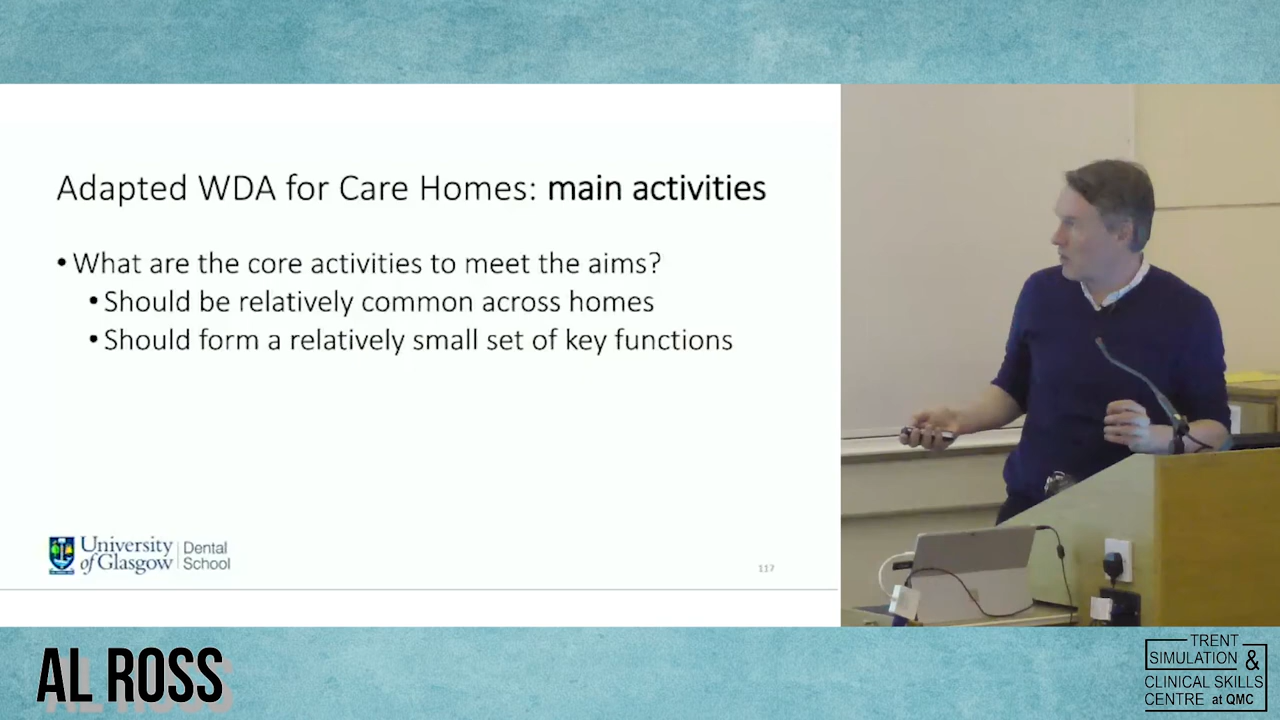 Adapted WDA for Care Homes: main activities
• What are the core activities to meet the aims?
• Should be relatively common across homes
• Should form a relatively small set of key functions
University of Glasgow
Dental School
117
AL ROSS
TRENT
SIMULATION &
CLINICAL SKILLS
CENTRE at QMC